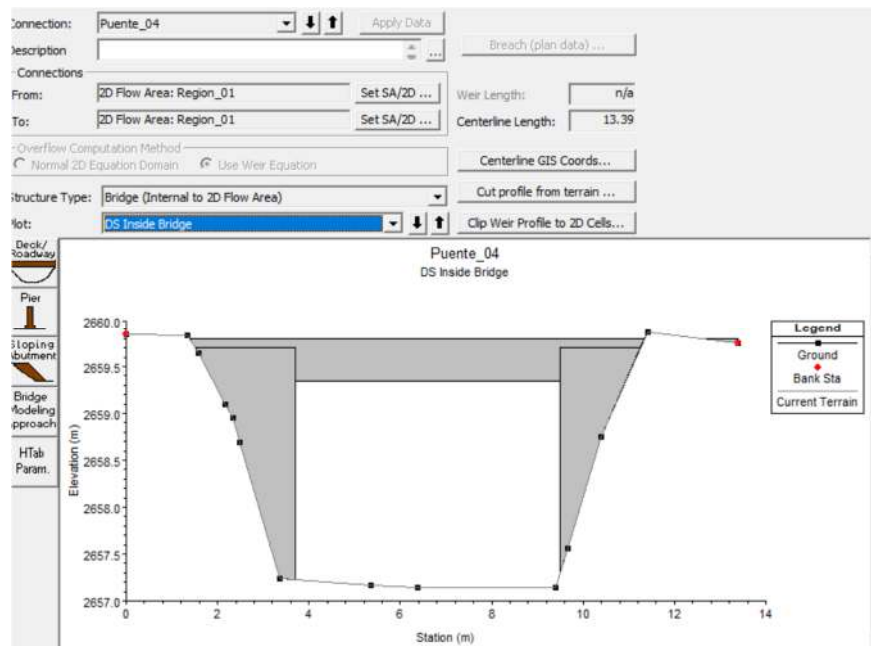 Connection: Puente_04 Apply Data
Description ... Breach (plan data) ...
Connections
From: 2D Flow Area: Region_01 Set SA/2D ... Weir Length: n/a
To: 2D Flow Area: Region_01 Set SA/2D ... Centerline Length: 13.39
Overflow Computation Method
Normal 2D Equation Domain Use Weir Equation Centerline GIS Coords...
Structure Type: Bridge (Internal to 2D Flow Area) Cut profile from terrain ...
Plot: DS Inside Bridge Clip Weir Profile to 2D Cells...
Deck/
Roadway
Pier
Sloping
Abutment
Bridge
Modeling
Approach
HTab
Param.
Puente_04
DS Inside Bridge
Elevation (m)
2660.0
2659.5
2659.0
2658.5
2658.0
2657.5
2657.0
0 2 4 6 8 10 12 14
Station (m)
Legend
Ground
Bank Sta
Current Terrain